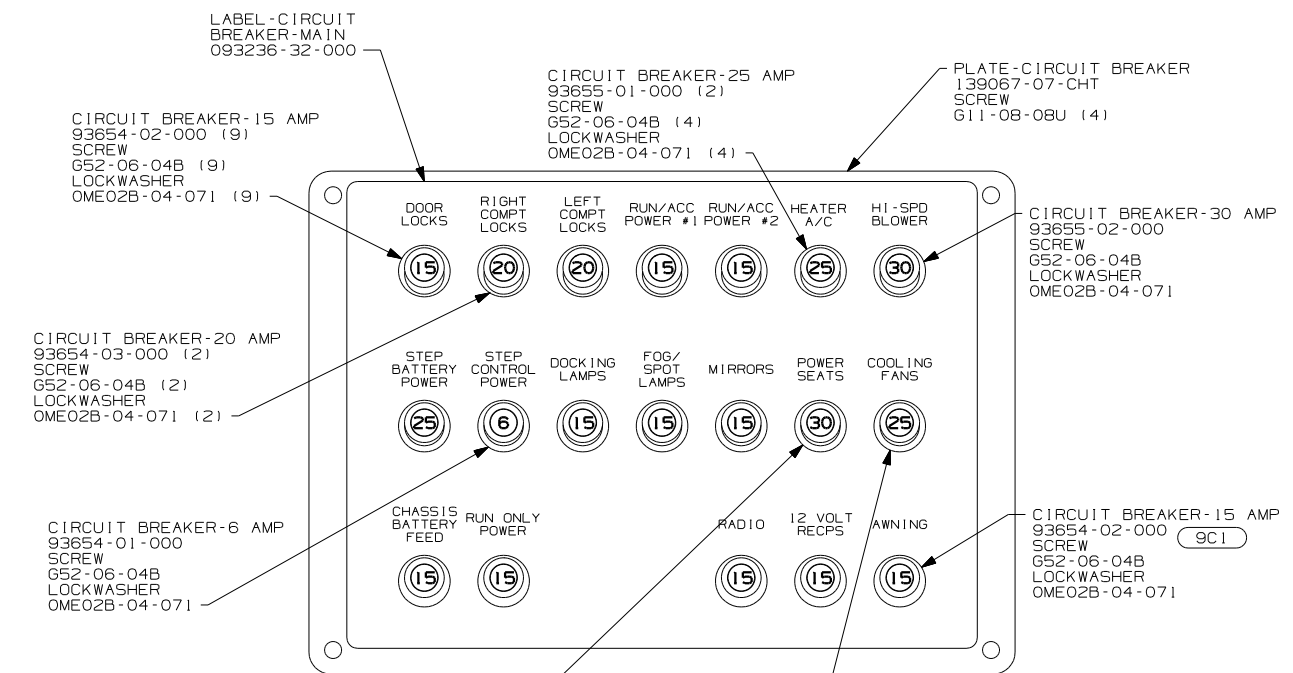 LABEL-CIRCUIT
BREAKER-MAIN
093236-32-000
CIRCUIT BREAKER-15 AMP
93654-02-000 (9)
SCREW
G52-06-04B (9)
LOCKWASHER
OME02B-04-071 (9)
CIRCUIT BREAKER-25 AMP
93655-01-000 (2)
SCREW
G52-06-04B (4)
LOCKWASHER
OME02B-04-071 (4)
PLATE-CIRCUIT BREAKER
139067-07-CHT
SCREW
G11-08-08U (4)
DOOR
LOCKS
RIGHT
COMPT
LOCKS
LEFT
COMPT
LOCKS
RUN/ACC
POWER #1
RUN/ACC
POWER #2
HEATER
A/C
HI-SPD
BLOWER
15
20
20
15
15
25
30
CIRCUIT BREAKER-30 AMP
93655-02-000
SCREW
G52-06-04B
LOCKWASHER
OME02B-04-071
CIRCUIT BREAKER-20 AMP
93654-03-000 (2)
SCREW
G52-06-04B (2)
LOCKWASHER
OME02B-04-071 (2)
STEP
BATTERY
POWER
STEP
CONTROL
POWER
DOCKING
LAMPS
FOG/
SPOT
LAMPS
MIRRORS
POWER
SEATS
COOLING
FANS
25
6
15
15
15
30
25
CIRCUIT BREAKER-6 AMP
93654-01-000
SCREW
G52-06-04B
LOCKWASHER
OME02B-04-071
CHASSIS
BATTERY
FEED
RUN ONLY
POWER
RADIO
12 VOLT
RECPS
AWNING
15
15
15
15
15
CIRCUIT BREAKER-15 AMP
93654-02-000
9C1
SCREW
G52-06-04B
LOCKWASHER
OME02B-04-071